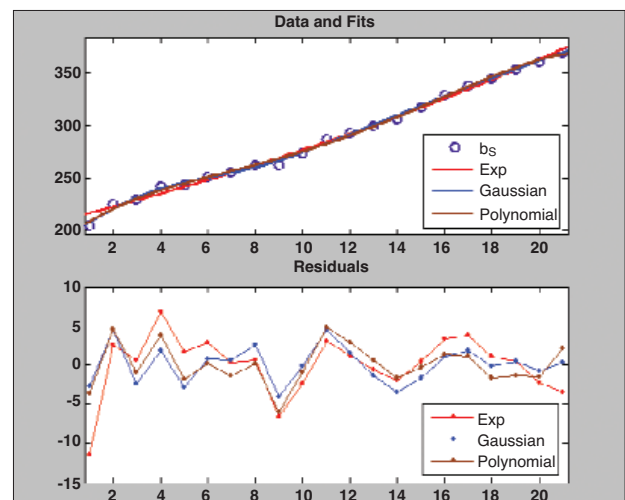 Data and Fits
350
300
250
200
b_S
Exp
Gaussian
Polynomial
2 4 6 8 10 12 14 16 18 20
Residuals
10
5
0
-5
-10
-15
Exp
Gaussian
Polynomial
2 4 6 8 10 12 14 16 18 20